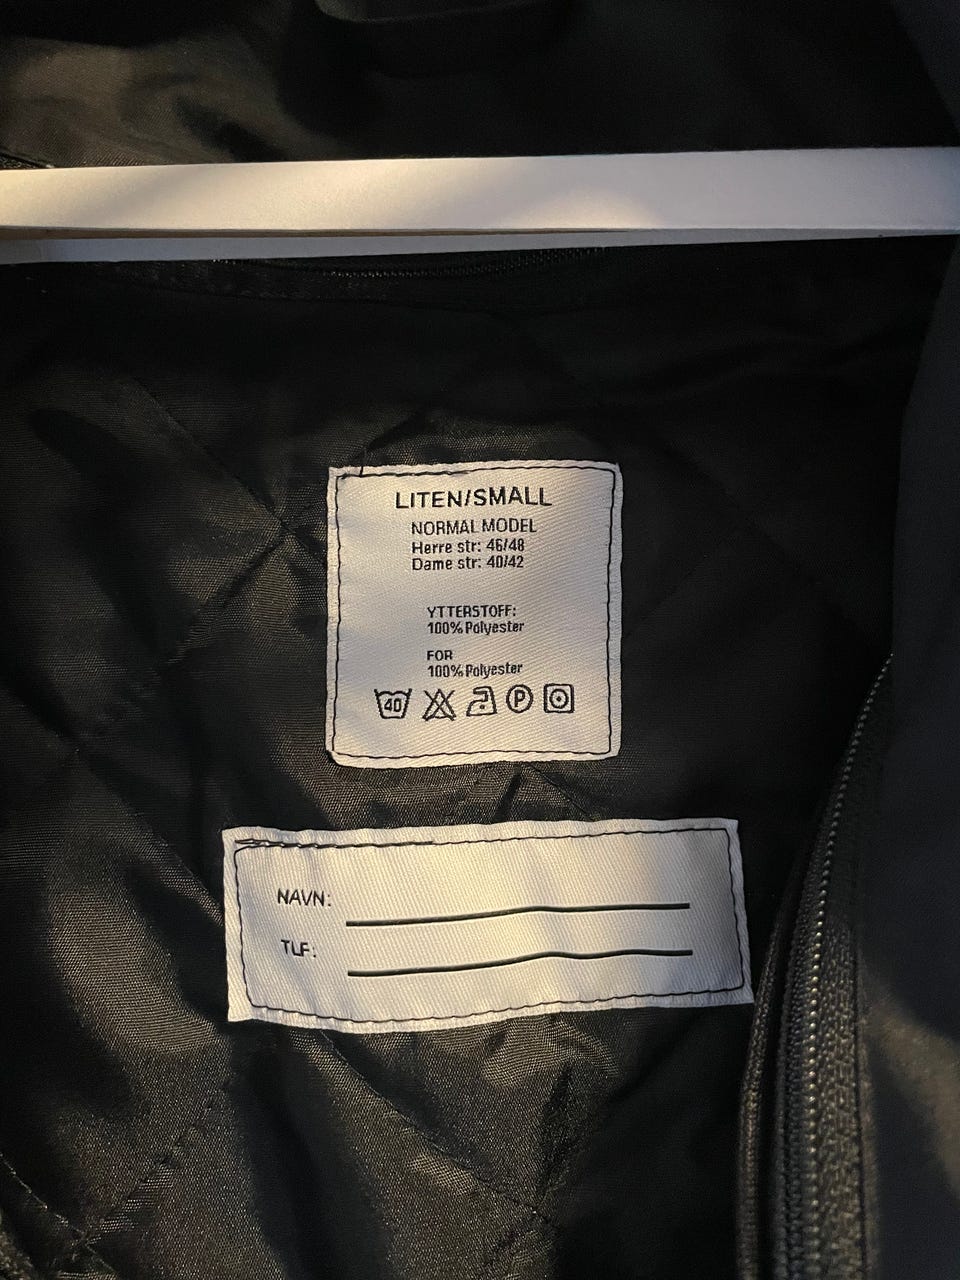 LITEN/SMALL
NORMAL MODEL
Herre str: 46/48
Dame str: 40/42
YTTERSTOFF:
100% Polyester
FOR
100% Polyester
40 P
NAVN:
TLF: